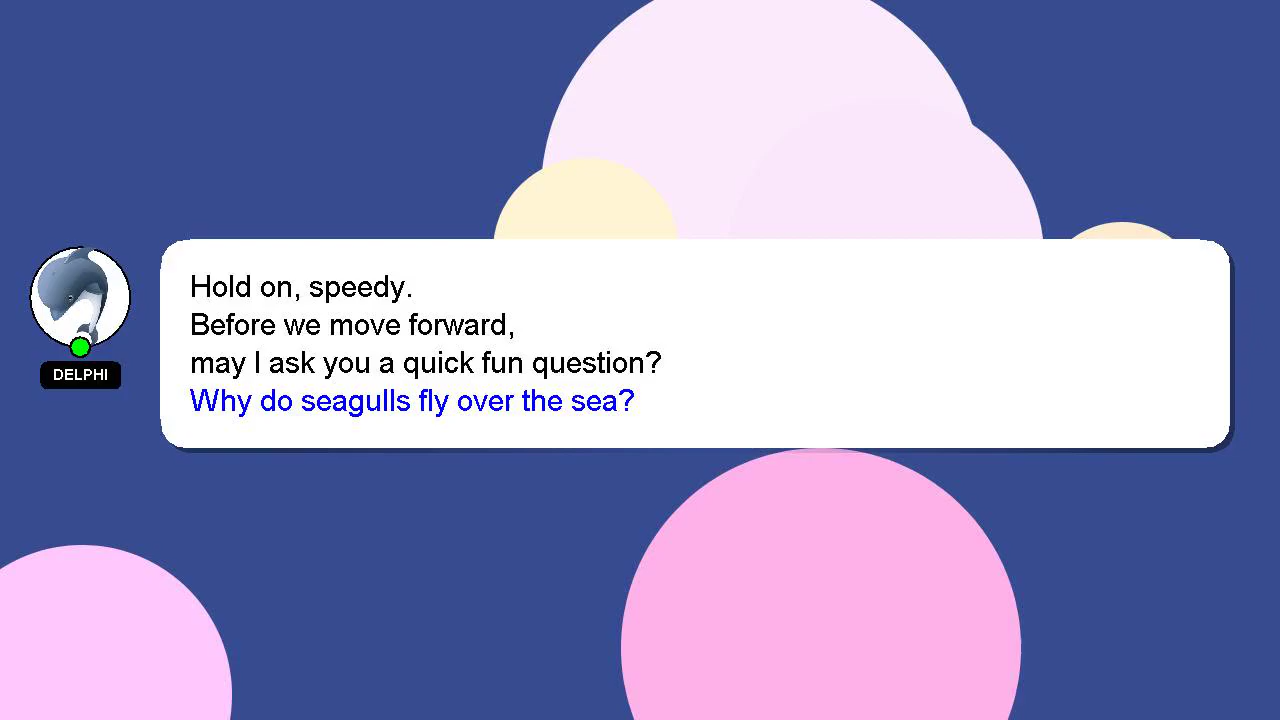 Hold on, speedy.
Before we move forward,
may I ask you a quick fun question?
Why do seagulls fly over the sea?
DELPHI